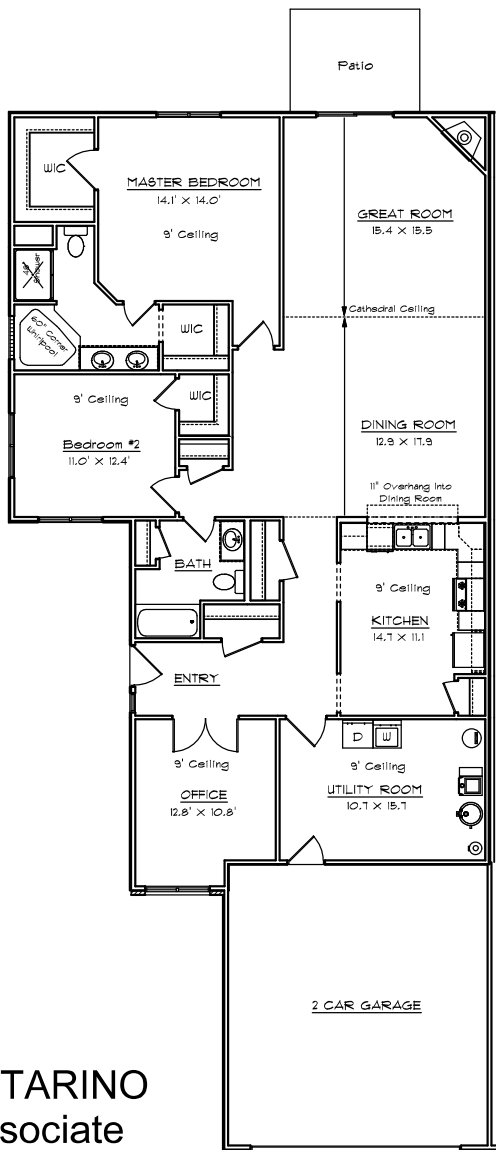 Patio
WIC
MASTER BEDROOM
14.1' X 14.0'
9' Ceiling
GREAT ROOM
15.4 X 15.5
48" Shower
Cathedral Ceiling
60" Corner
Whirlpool
WIC
9' Ceiling
WIC
Bedroom #2
11.0' X 12.4'
DINING ROOM
12.9 X 17.9
11" Overhang Into
Dining Room
BATH
9' Ceiling
KITCHEN
14.7 X 11.1
ENTRY
D
W
9' Ceiling
OFFICE
12.8' X 10.8'
9' Ceiling
UTILITY ROOM
10.7 X 15.7
2 CAR GARAGE
TARINO
sociate